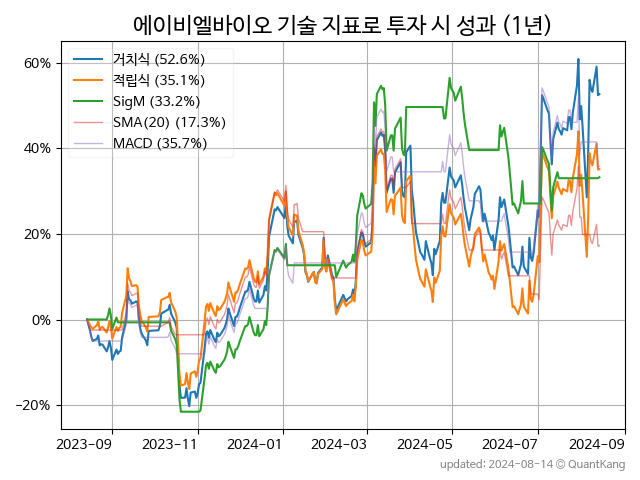 에이비엘바이오 기술 지표로 투자 시 성과 (1년)
거치식 (52.6%)
적립식 (35.1%)
SigM (33.2%)
SMA(20) (17.3%)
MACD (35.7%)
60%
40%
20%
0%
−20%
2023-09 2023-11 2024-01 2024-03 2024-05 2024-07 2024-09
updated: 2024-08-14 © QuantKang